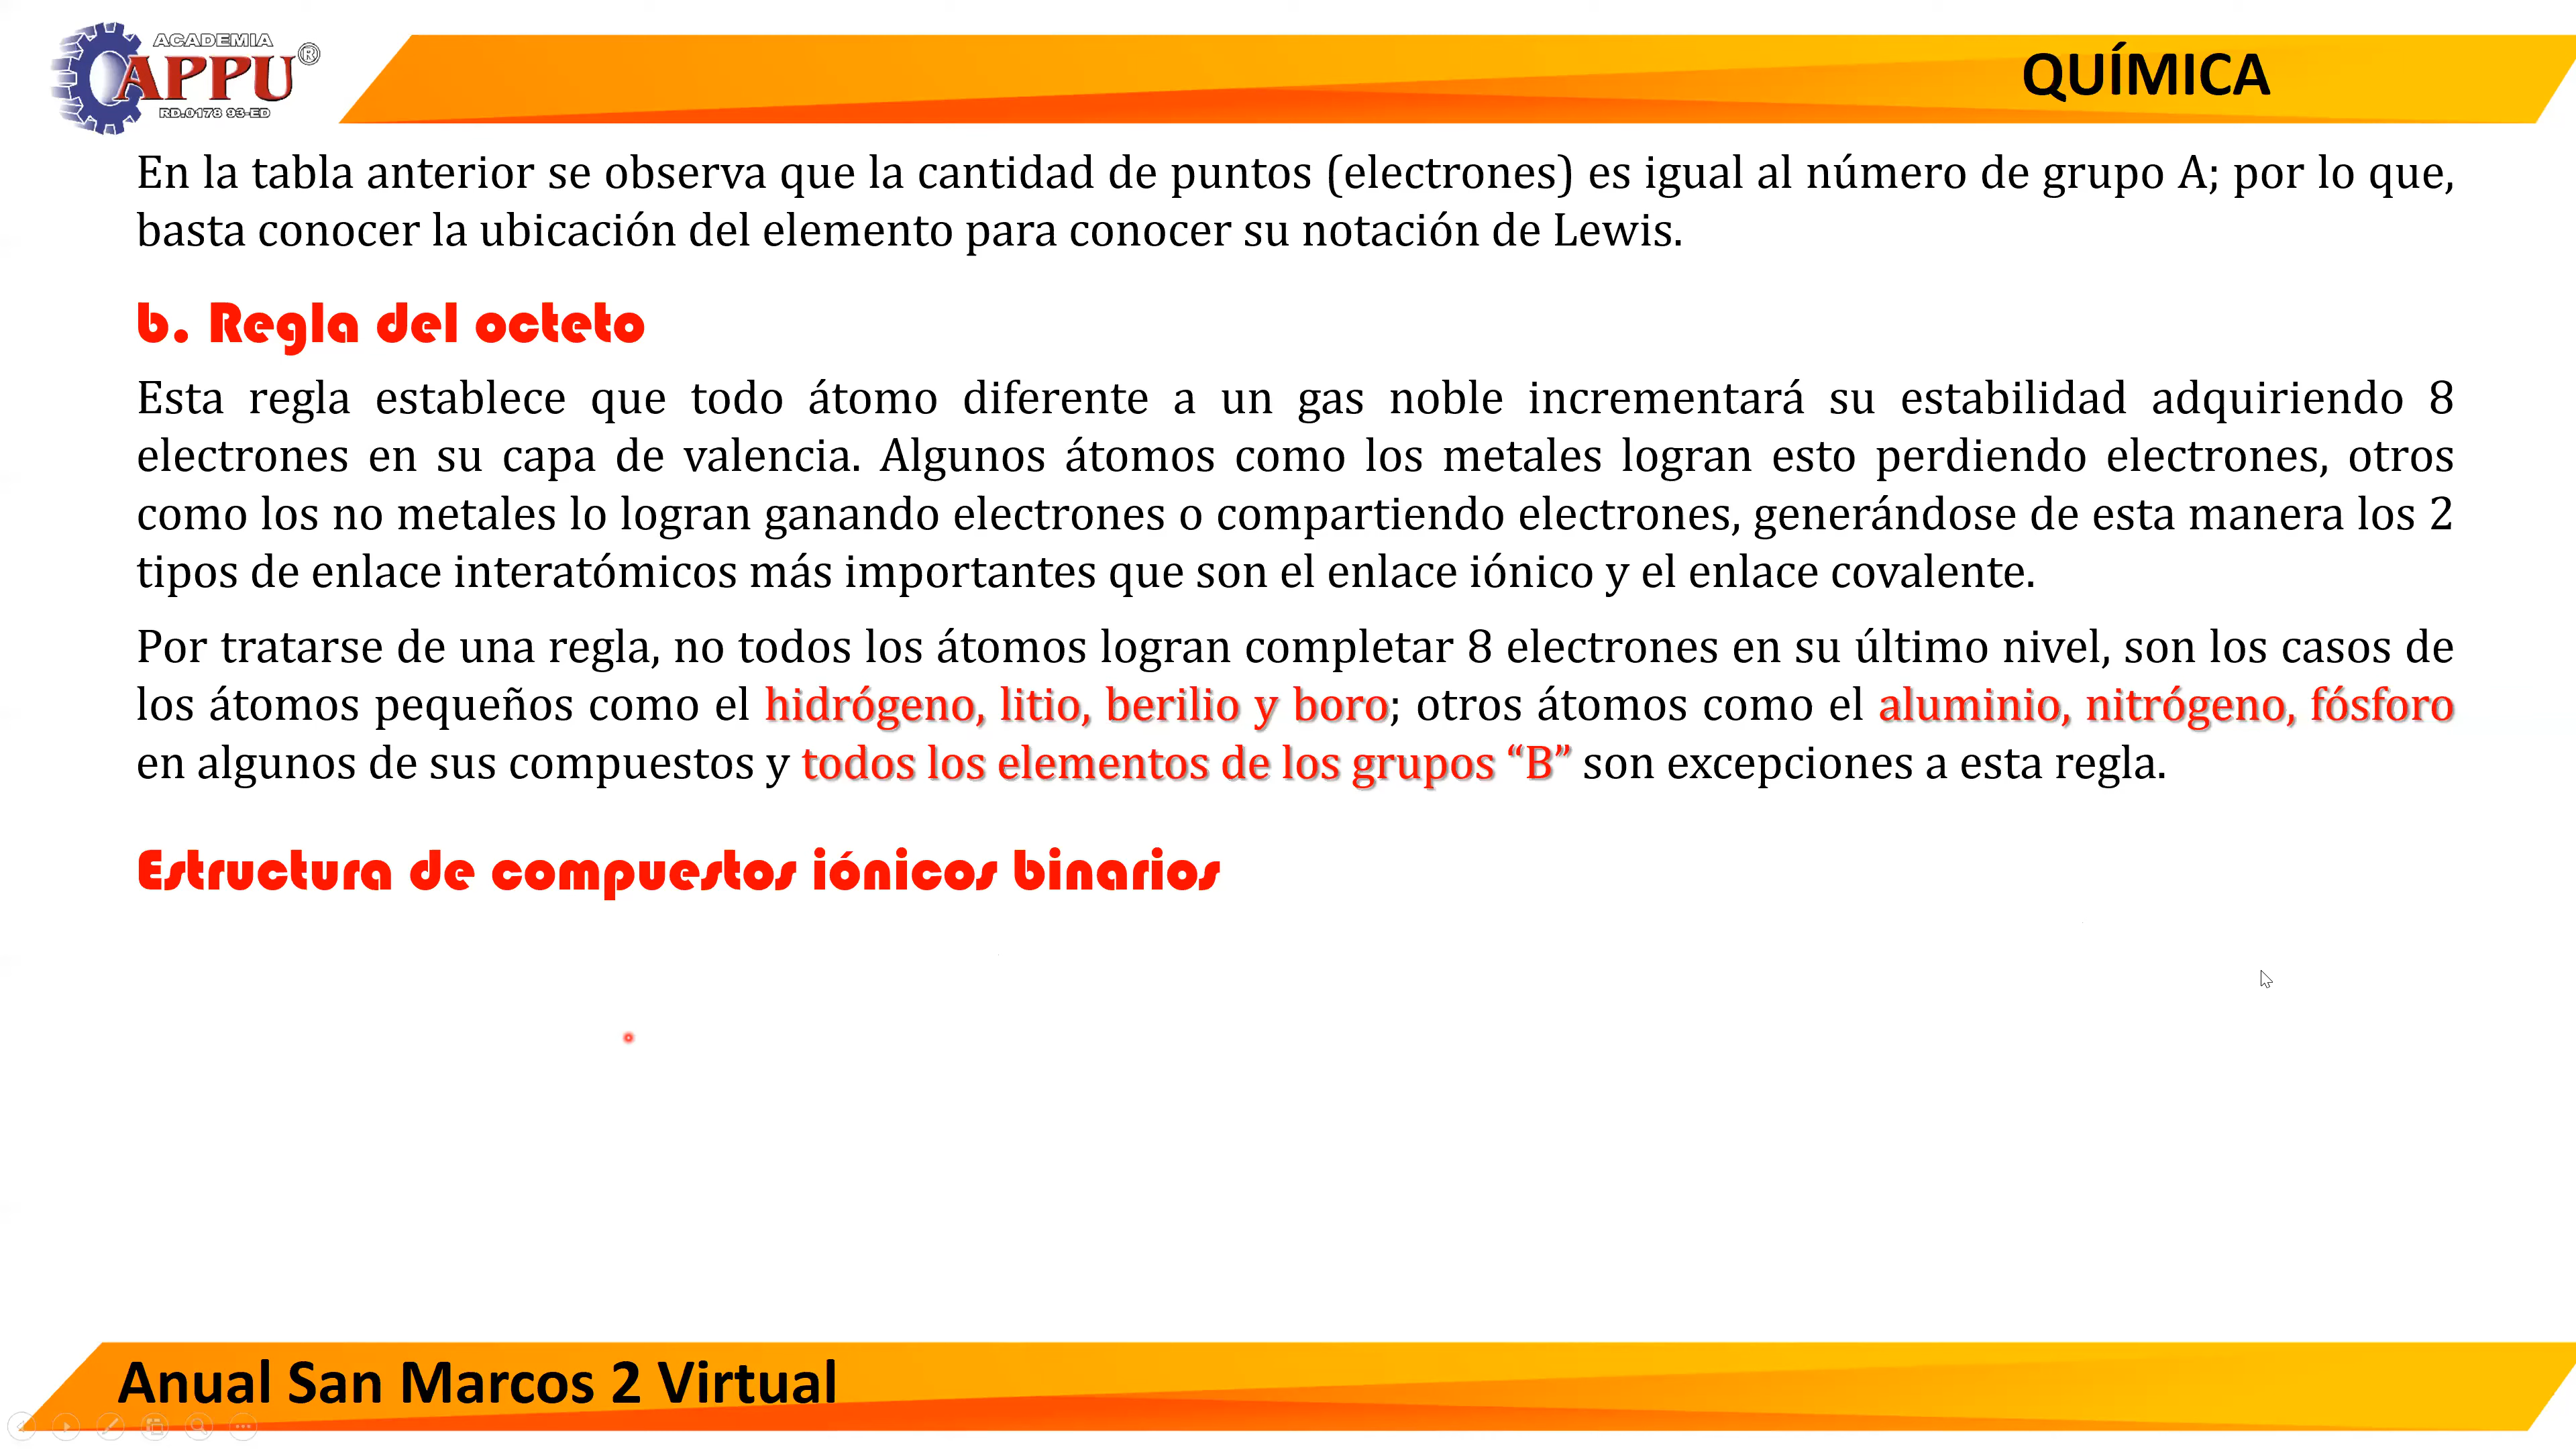 ACADEMIA
APPU®
RD.0178 93-ED
QUÍMICA
En la tabla anterior se observa que la cantidad de puntos (electrones) es igual al número de grupo A; por lo que,
basta conocer la ubicación del elemento para conocer su notación de Lewis.
b. Regla del octeto
Esta regla establece que todo átomo diferente a un gas noble incrementará su estabilidad adquiriendo 8
electrones en su capa de valencia. Algunos átomos como los metales logran esto perdiendo electrones, otros
como los no metales lo logran ganando electrones o compartiendo electrones, generándose de esta manera los 2
tipos de enlace interatómicos más importantes que son el enlace iónico y el enlace covalente.
Por tratarse de una regla, no todos los átomos logran completar 8 electrones en su último nivel, son los casos de
los átomos pequeños como el hidrógeno, litio, berilio y boro; otros átomos como el aluminio, nitrógeno, fósforo
en algunos de sus compuestos y todos los elementos de los grupos “B” son excepciones a esta regla.
Estructura de compuestos iónicos binarios
Anual San Marcos 2 Virtual